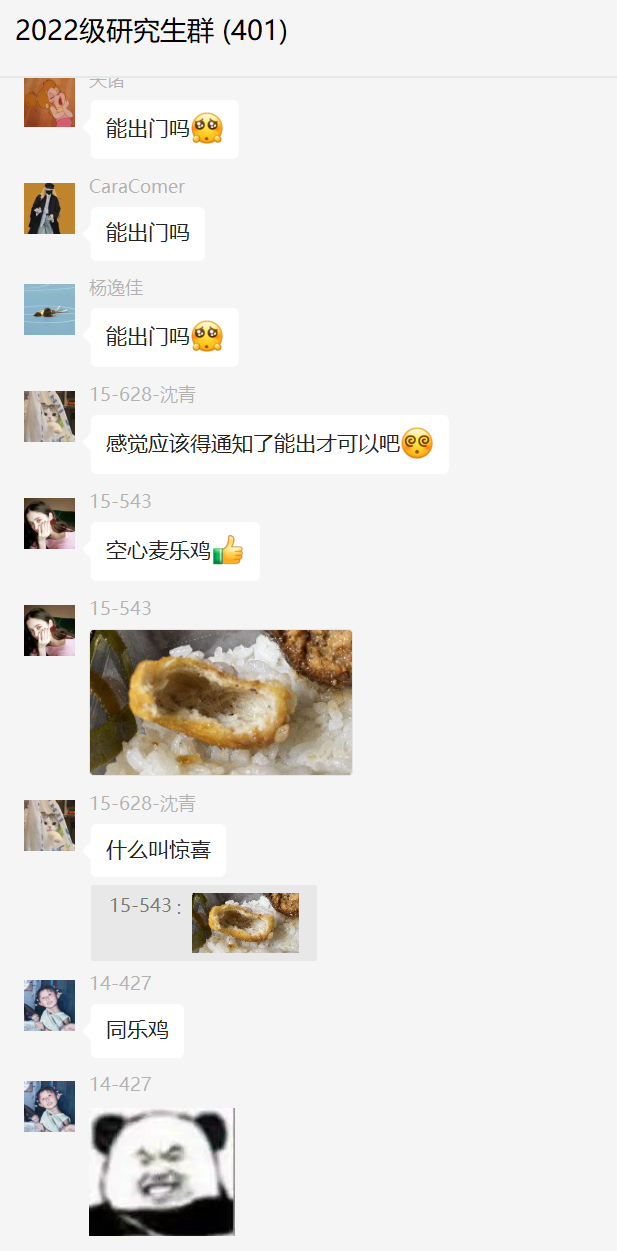 2022级研究生群 (401)
能出门吗
CaraComer
能出门吗
杨逸佳
能出门吗
15-628-沈青
感觉应该得通知了能出才可以吧
15-543
空心麦乐鸡
15-543
15-628-沈青
什么叫惊喜
15-543 :
14-427
同乐鸡
14-427